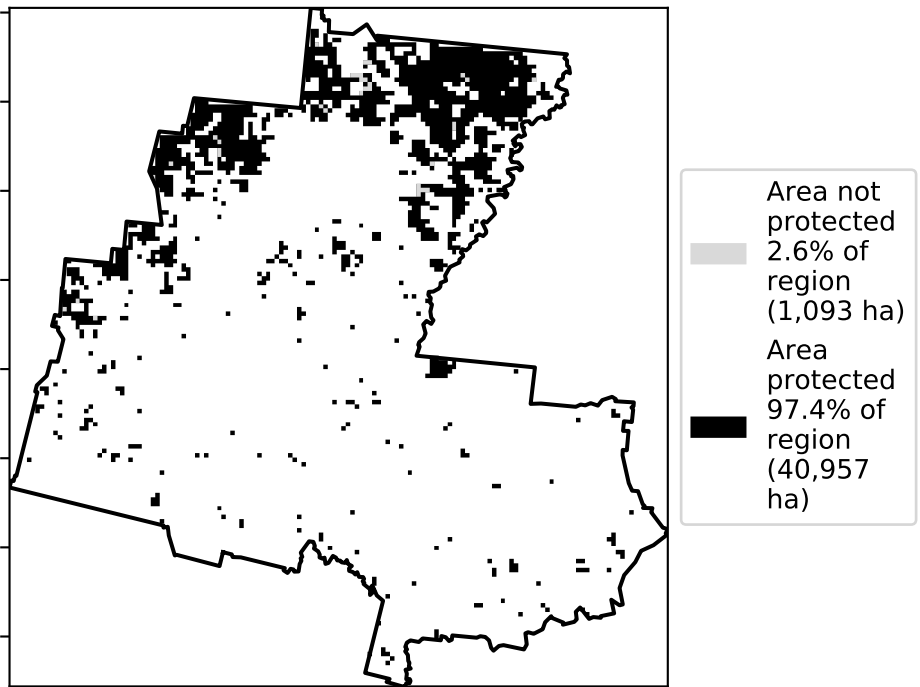 Area not
protected
2.6% of
region
(1,093 ha)
Area
protected
97.4% of
region
(40,957
ha)